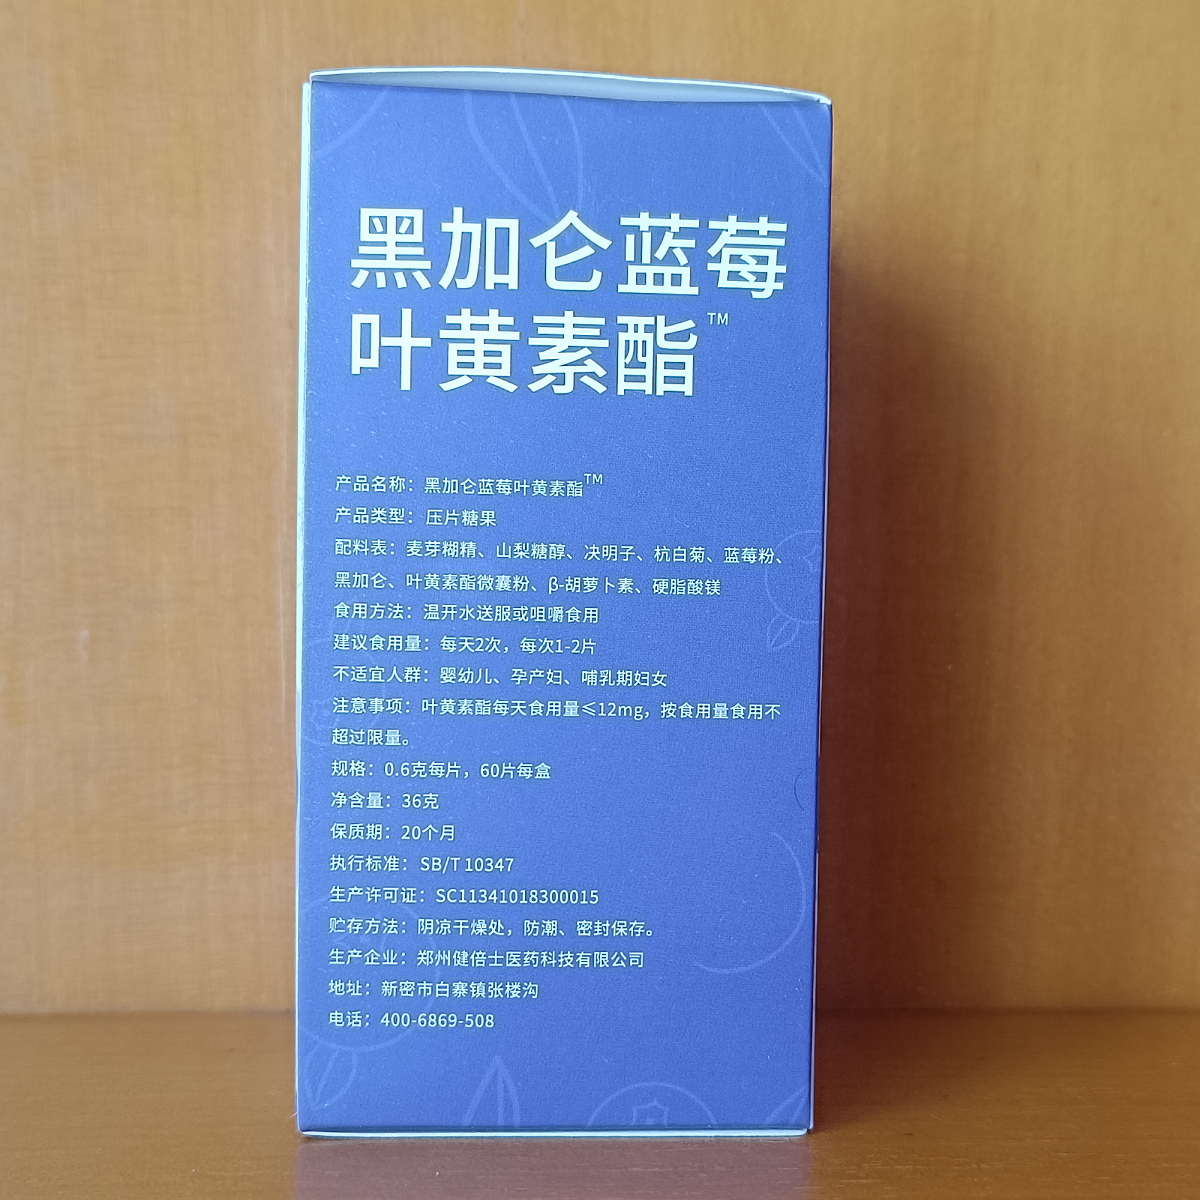 黑加仑蓝莓
叶黄素酯™
产品名称：黑加仑蓝莓叶黄素酯™
产品类型：压片糖果
配料表：麦芽糊精、山梨糖醇、决明子、杭白菊、蓝莓粉、
黑加仑、叶黄素酯微囊粉、β-胡萝卜素、硬脂酸镁
食用方法：温开水送服或咀嚼食用
建议食用量：每天2次，每次1-2片
不适宜人群：婴幼儿、孕产妇、哺乳期妇女
注意事项：叶黄素酯每天食用量≤12mg，按食用量食用不
超过限量。
规格：0.6克每片，60片每盒
净含量：36克
保质期：20个月
执行标准：SB/T 10347
生产许可证：SC11341018300015
贮存方法：阴凉干燥处，防潮、密封保存。
生产企业：郑州健倍士医药科技有限公司
地址：新密市白寨镇张楼沟
电话：400-6869-508